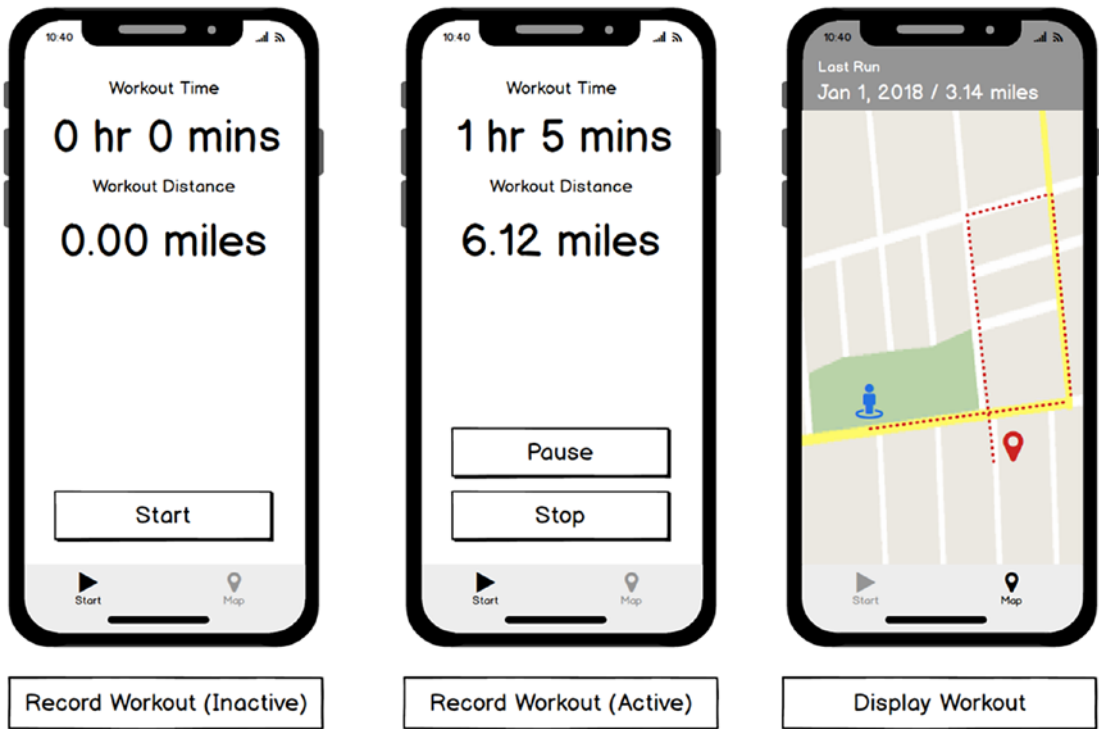 10:40
Workout Time
0 hr 0 mins
Workout Distance
0.00 miles
Start
Start
Map
Record Workout (Inactive)
10:40
Workout Time
1 hr 5 mins
Workout Distance
6.12 miles
Pause
Stop
Start
Map
Record Workout (Active)
10:40
Last Run
Jan 1, 2018 / 3.14 miles
Start
Map
Display Workout